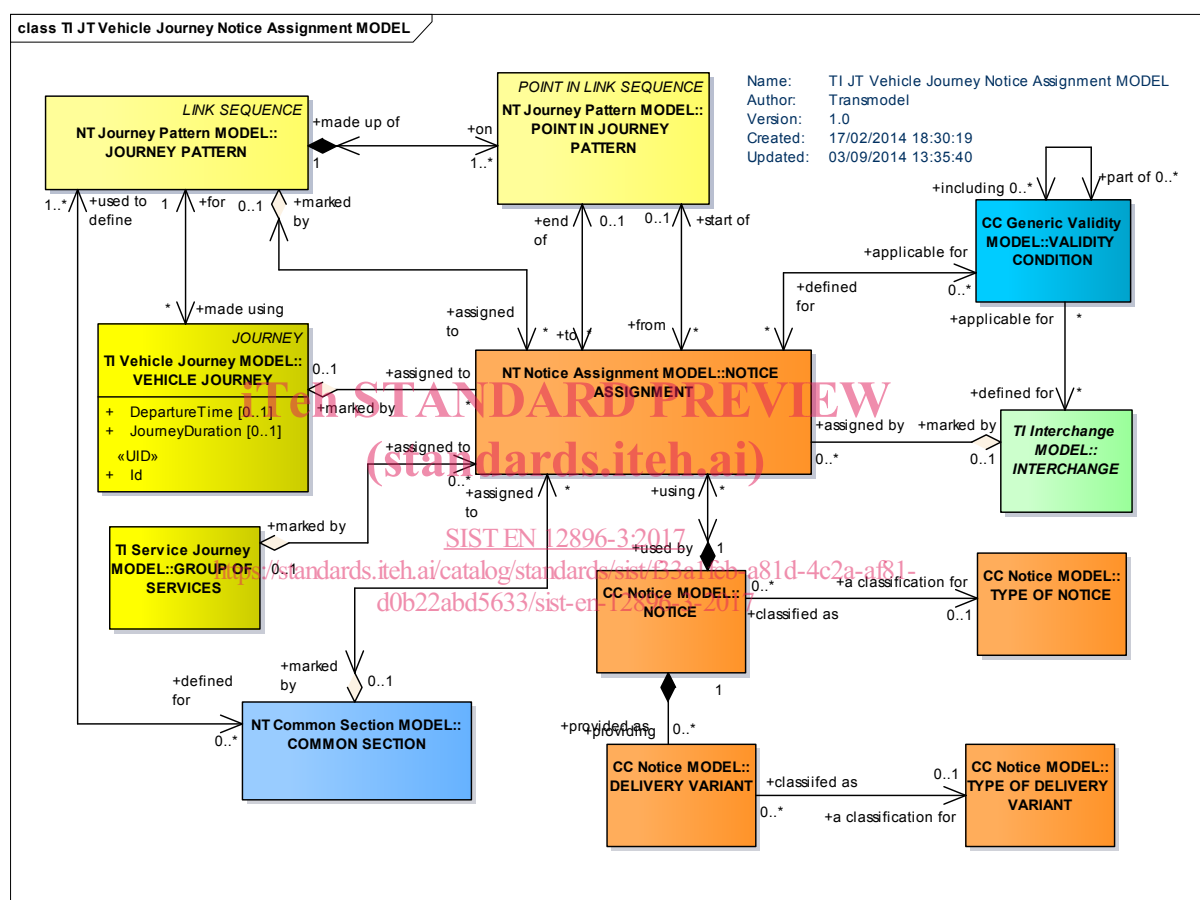 class TI JT Vehicle Journey Notice Assignment MODEL
Name: TI JT Vehicle Journey Notice Assignment MODEL
Author: Transmodel
Version: 1.0
Created: 17/02/2014 18:30:19
Updated: 03/09/2014 13:35:40
LINK SEQUENCE
NT Journey Pattern MODEL::
JOURNEY PATTERN
POINT IN LINK SEQUENCE
NT Journey Pattern MODEL::
POINT IN JOURNEY
PATTERN
+made up of
1
+on
1..*
+including 0..*
+part of 0..*
CC Generic Validity
MODEL::VALIDITY
CONDITION
1..*
+used to
define
1
+for
0..1
+marked
by
+end
of
0..1
0..1
+start of
+applicable for
0..*
+defined
for
*
+applicable for
*
*
+made using
+assigned
to
*
+to
*
+from
*
JOURNEY
TI Vehicle Journey MODEL::
VEHICLE JOURNEY
+ DepartureTime [0..1]
+ JourneyDuration [0..1]
«UID»
+ Id
0..1
+marked by
+assigned to
*
NT Notice Assignment MODEL::NOTICE
ASSIGNMENT
+defined for
*
+assigned by
0..*
+marked by
0..1
TI Interchange
MODEL::
INTERCHANGE
iTeh STANDARD PREVIEW
(standards.iteh.ai)
+assigned to
0..*
+assigned
to
*
+using
*
+marked by
0..1
TI Service Journey
MODEL::GROUP OF
SERVICES
SIST EN 12896-3:2017
+used by
1
d0b22abd5633/sist-en-12896-3-2017
CC Notice MODEL::
NOTICE
0..*
+classified as
+a classification for
0..1
CC Notice MODEL::
TYPE OF NOTICE
+marked
by
0..1
+defined
for
0..*
NT Common Section MODEL::
COMMON SECTION
1
+provided as
+providing
0..*
CC Notice MODEL::
DELIVERY VARIANT
+classiifed as
0..*
0..1
+a classification for
CC Notice MODEL::
TYPE OF DELIVERY
VARIANT